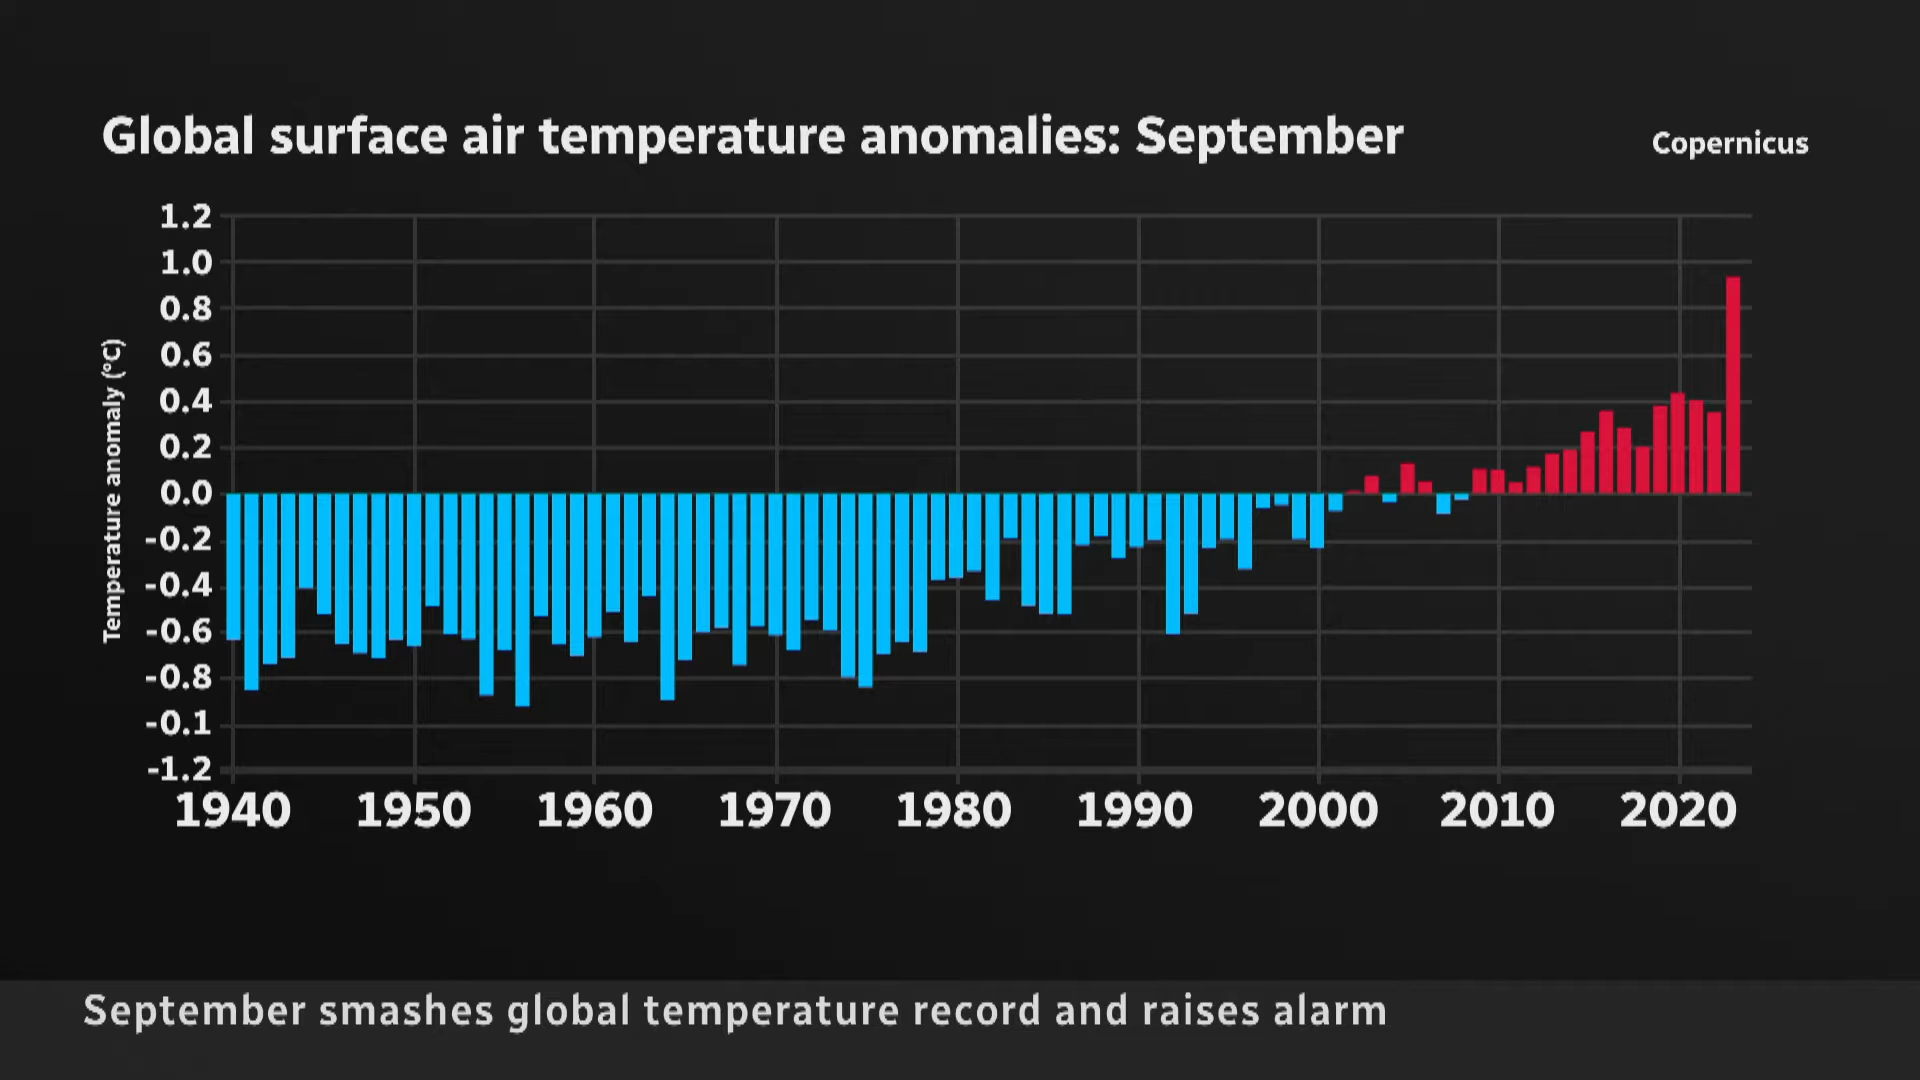 Global surface air temperature anomalies: September
Copernicus
Temperature anomaly (°C)
1.2
1.0
0.8
0.6
0.4
0.2
0.0
-0.2
-0.4
-0.6
-0.8
-0.1
-1.2
1940 1950 1960 1970 1980 1990 2000 2010 2020
September smashes global temperature record and raises alarm